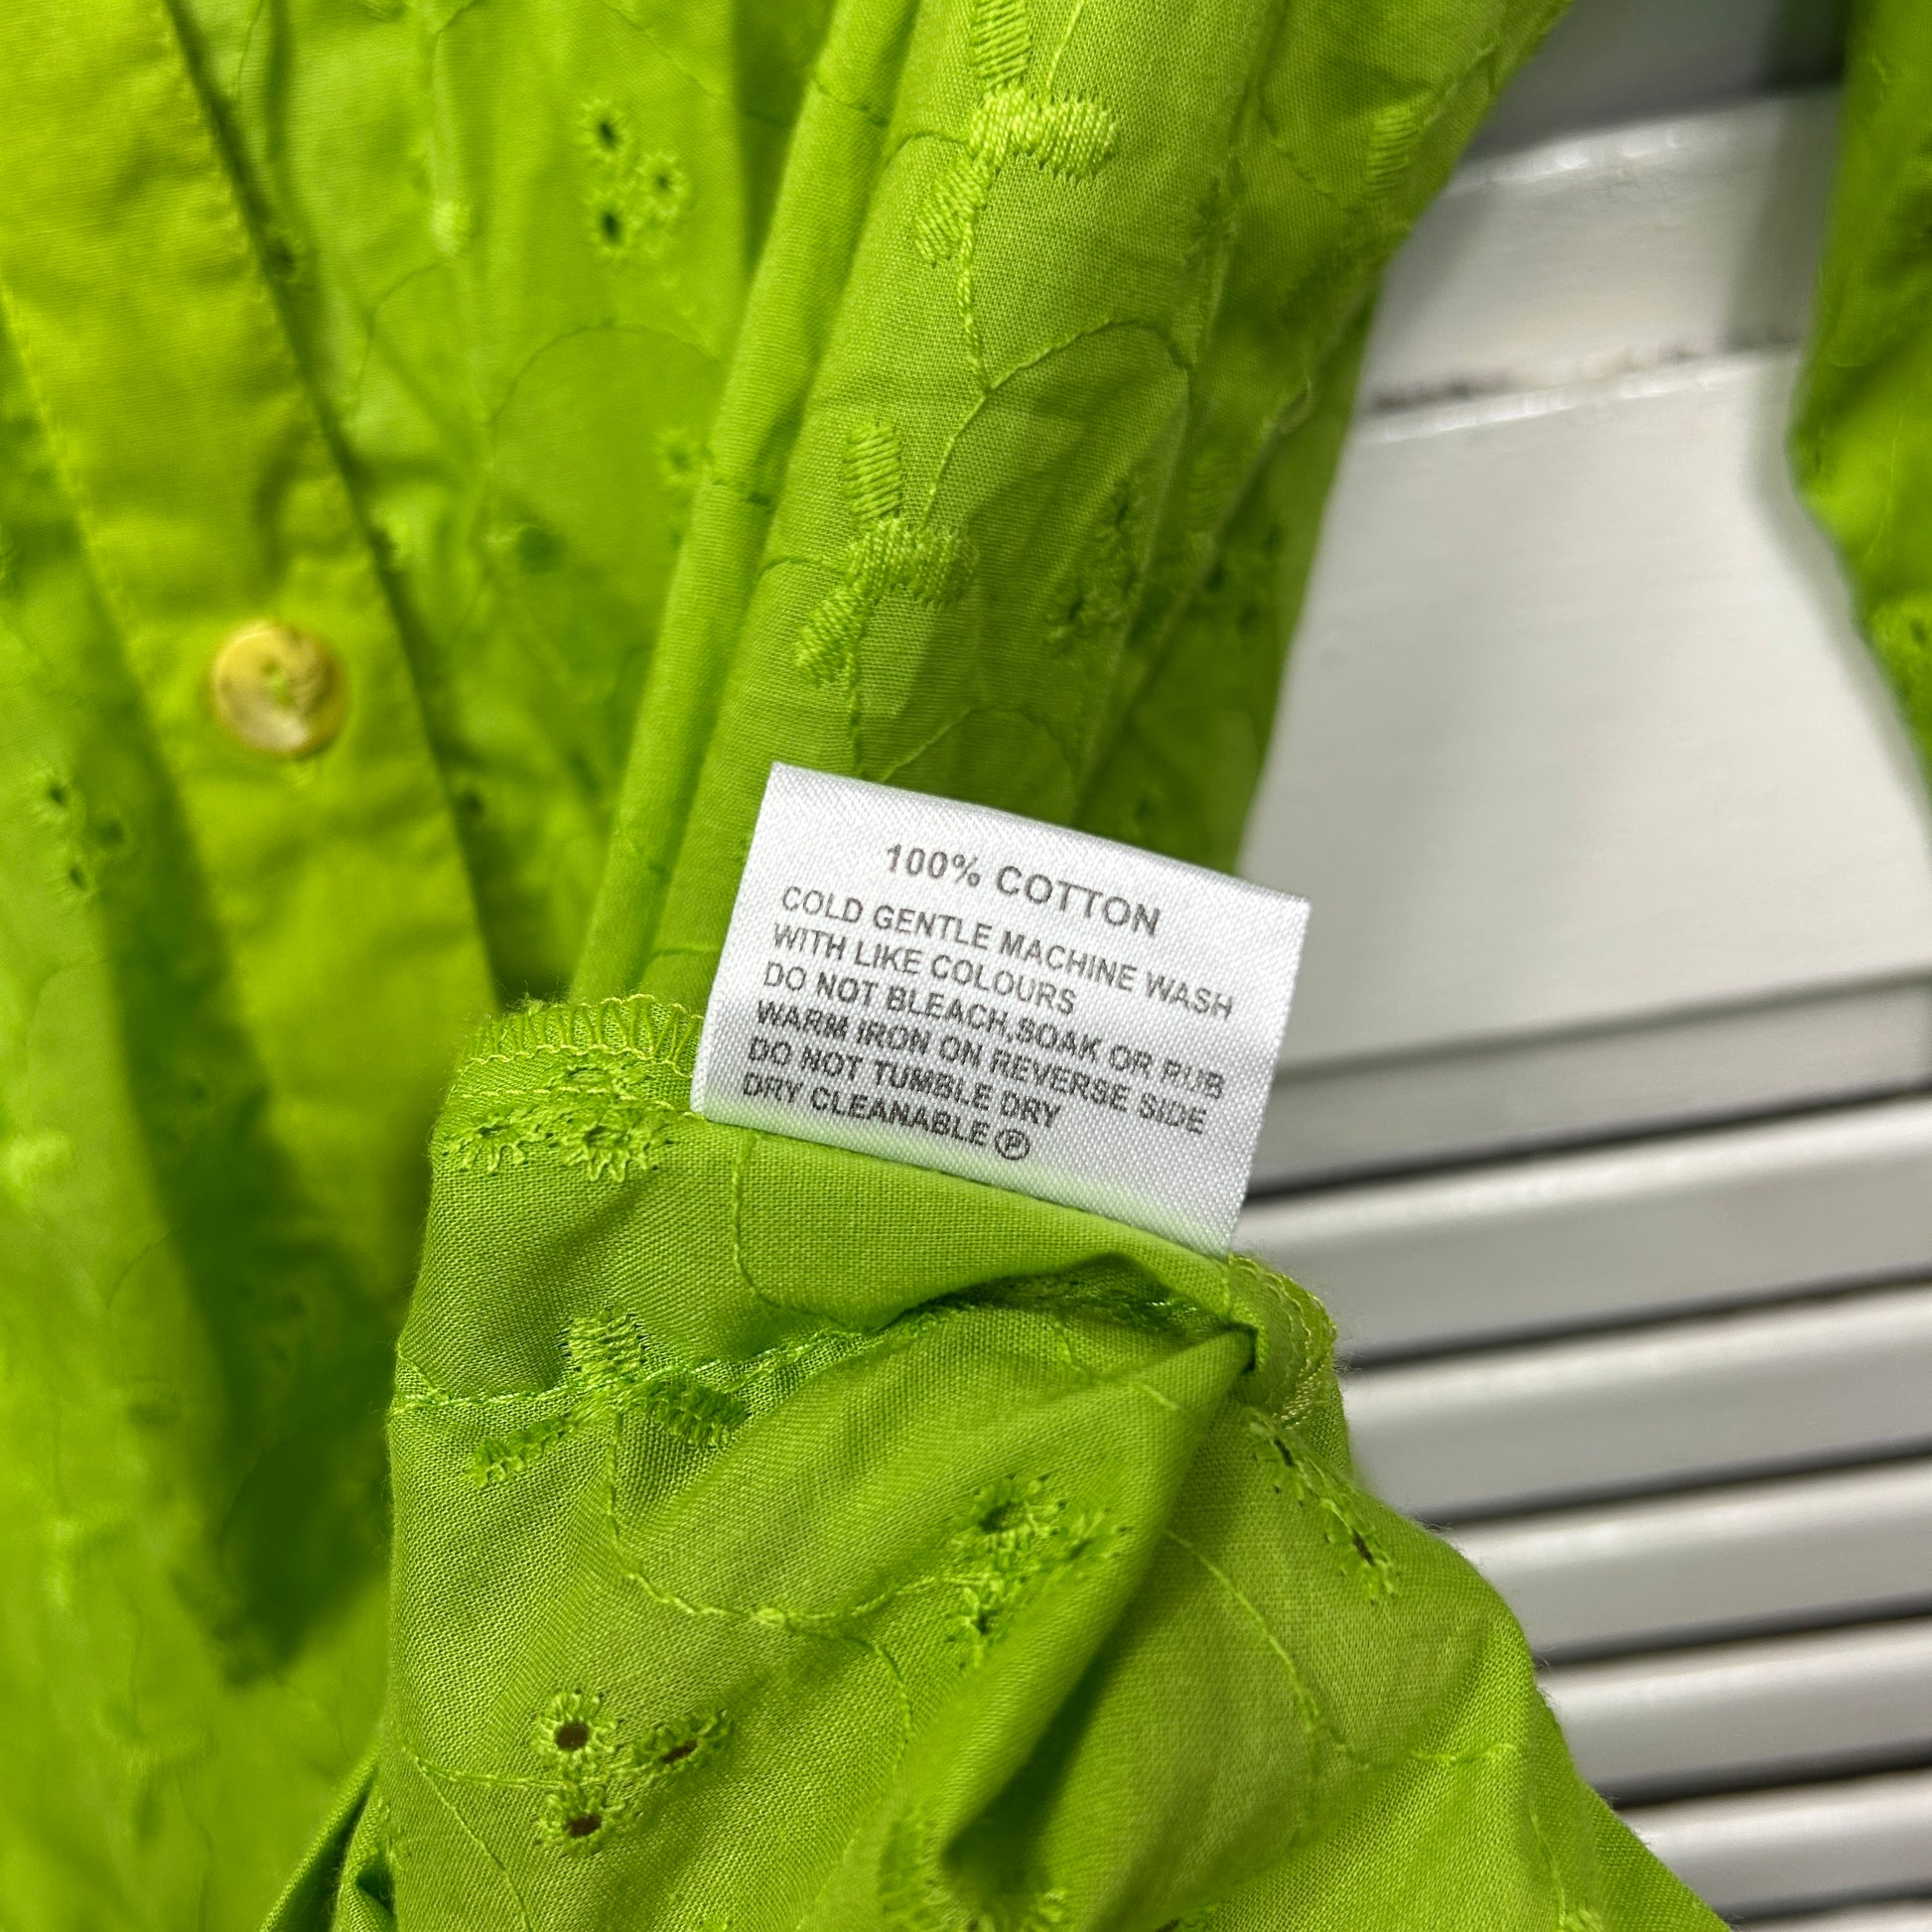 100% COTTON
COLD GENTLE MACHINE WASH
WITH LIKE COLOURS
DO NOT BLEACH,SOAK OR RUB
WARM IRON ON REVERSE SIDE
DO NOT TUMBLE DRY
DRY CLEANABLE Ⓟ